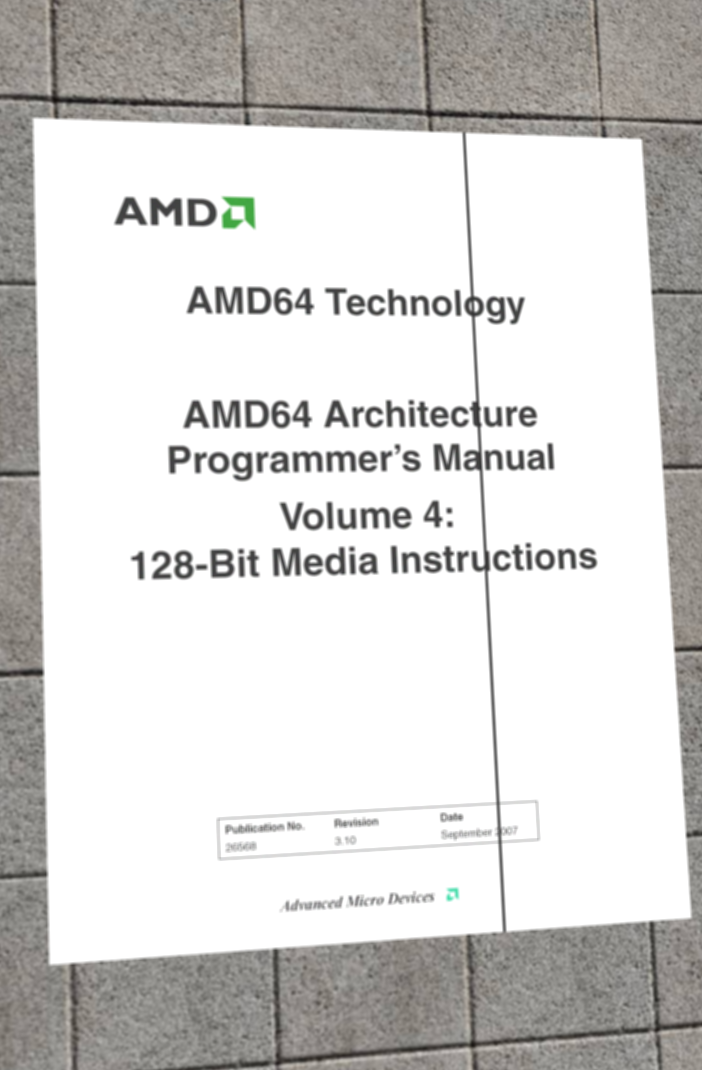 AMD
AMD64 Technology
AMD64 Architecture
Programmer's Manual
Volume 4:
128-Bit Media Instructions
Publication No. Revision Date
26568 3.10 September 2007
Advanced Micro Devices